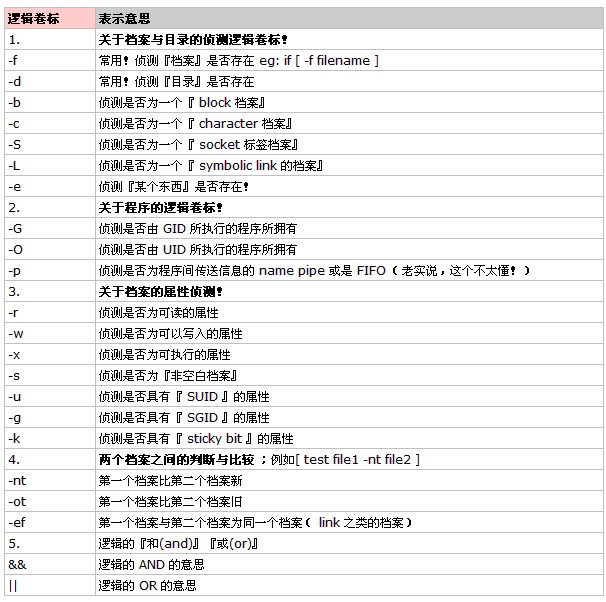 逻辑卷标 表示意思
1. 关于档案与目录的侦测逻辑卷标！
-f 常用！侦测『档案』是否存在 eg: if [ -f filename ]
-d 常用！侦测『目录』是否存在
-b 侦测是否为一个『 block 档案』
-c 侦测是否为一个『 character 档案』
-S 侦测是否为一个『 socket 标签档案』
-L 侦测是否为一个『 symbolic link 的档案』
-e 侦测『某个东西』是否存在！
2. 关于程序的逻辑卷标！
-G 侦测是否由 GID 所执行的程序所拥有
-O 侦测是否由 UID 所执行的程序所拥有
-p 侦测是否为程序间传送信息的 name pipe 或是 FIFO （老实说，这个不太懂！）
3. 关于档案的属性侦测！
-r 侦测是否为可读的属性
-w 侦测是否为可以写入的属性
-x 侦测是否为可执行的属性
-s 侦测是否为『非空白档案』
-u 侦测是否具有『 SUID 』的属性
-g 侦测是否具有『 SGID 』的属性
-k 侦测是否具有『 sticky bit 』的属性
4. 两个档案之间的判断与比较 ；例如[ test file1 -nt file2 ]
-nt 第一个档案比第二个档案新
-ot 第一个档案比第二个档案旧
-ef 第一个档案与第二个档案为同一个档案（ link 之类的档案）
5. 逻辑的『和(and)』『或(or)』
&& 逻辑的 AND 的意思
|| 逻辑的 OR 的意思